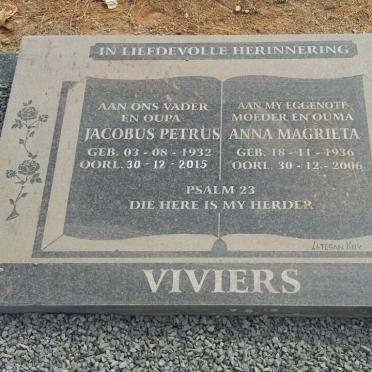 IN LIEFDEVOLLE HERINNERING
AAN ONS VADER
EN OUPA
JACOBUS PETRUS
GEB. 03 - 08 - 1932
OORL. 30 - 12 - 2015
AAN MY EGGENOTE
MOEDER EN OUMA
ANNA MAGRIETA
GEB. 18 - 11 - 1936
OORL. 30 - 12 - 2006
PSALM 23
DIE HERE IS MY HERDER
LATEGAN
VIVIERS